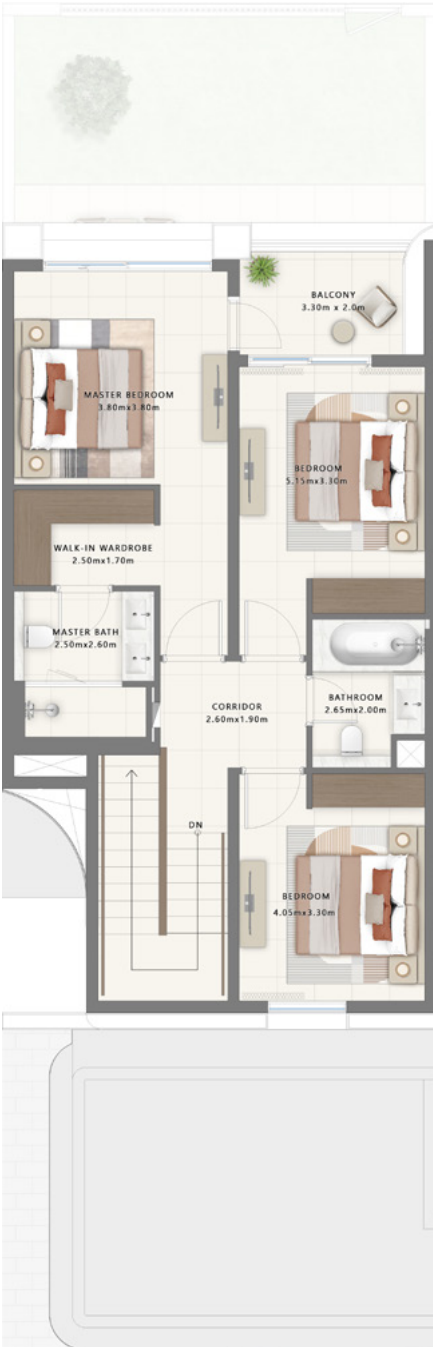 BALCONY
3.30m x 2.0m
MASTER BEDROOM
3.80mx3.80m
BEDROOM
5.15mx3.30m
WALK-IN WARDROBE
2.50mx1.70m
MASTER BATH
2.50mx2.60m
BATHROOM
2.65mx2.00m
CORRIDOR
2.60mx1.90m
DN
BEDROOM
4.05mx3.30m